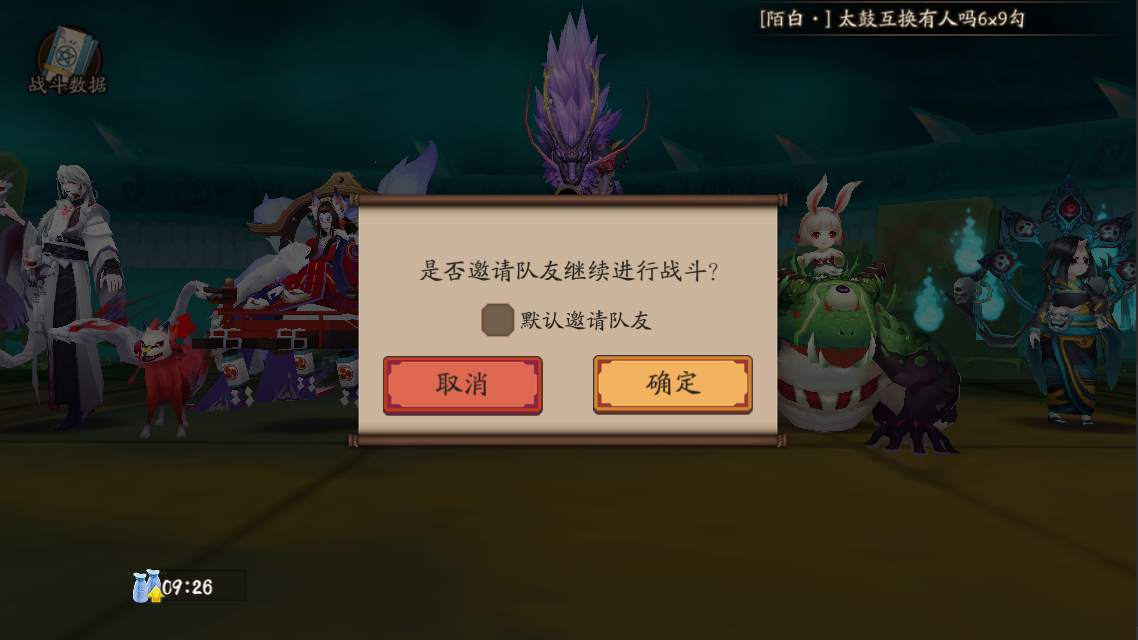 [陌白·] 太鼓互换有人吗6x9勾
战斗数据
是否邀请队友继续进行战斗?
默认邀请队友
取消
确定
09:26